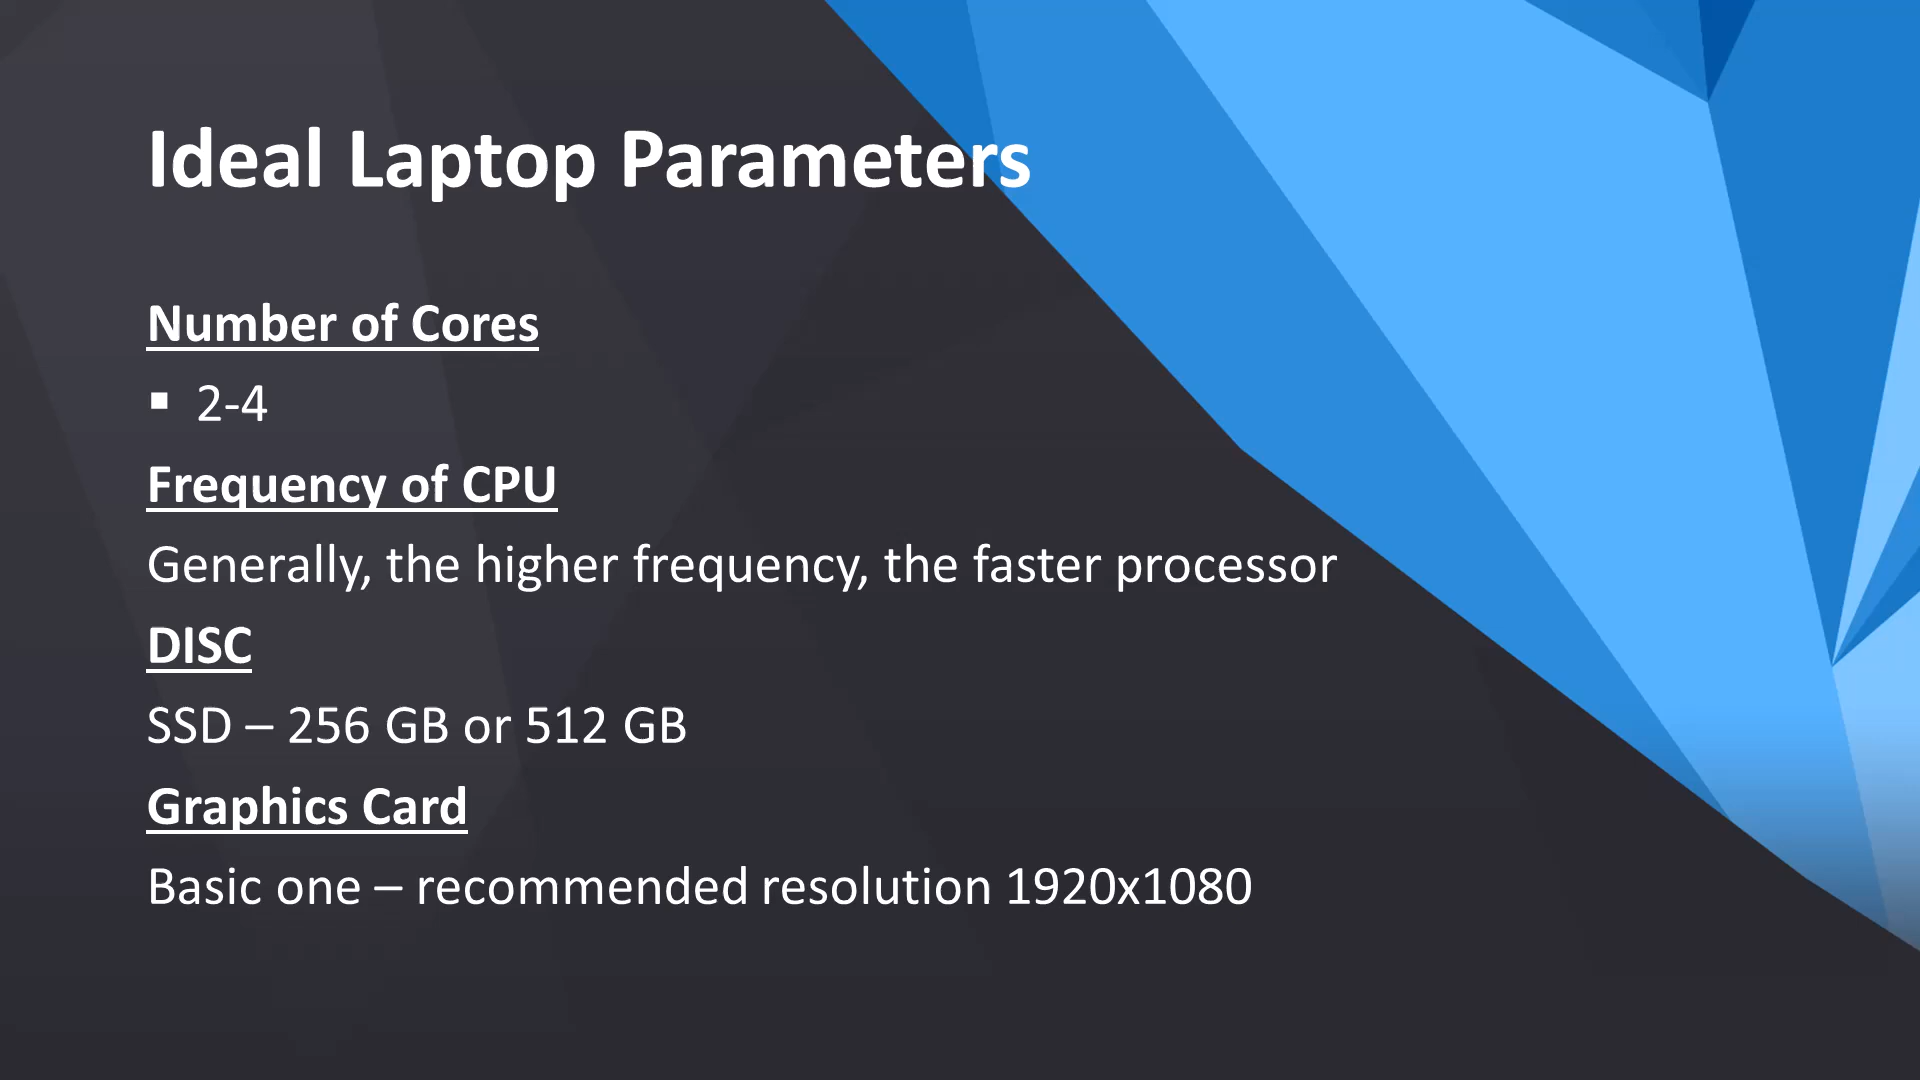 Ideal Laptop Parameters
Number of Cores
▪ 2-4
Frequency of CPU
Generally, the higher frequency, the faster processor
DISC
SSD – 256 GB or 512 GB
Graphics Card
Basic one – recommended resolution 1920x1080